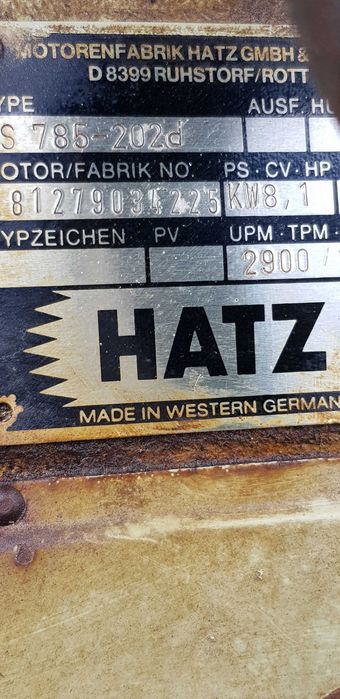 MOTORENFABRIK HATZ GMBH &
D 8399 RUHSTORF/ROTT
YPE AUSF. HU
S 785-202d
OTOR/FABRIK NO. PS · CV · HP
81279034225 KW8,1
YPZEICHEN PV UPM · TPM ·
2900/
HATZ
MADE IN WESTERN GERMAN